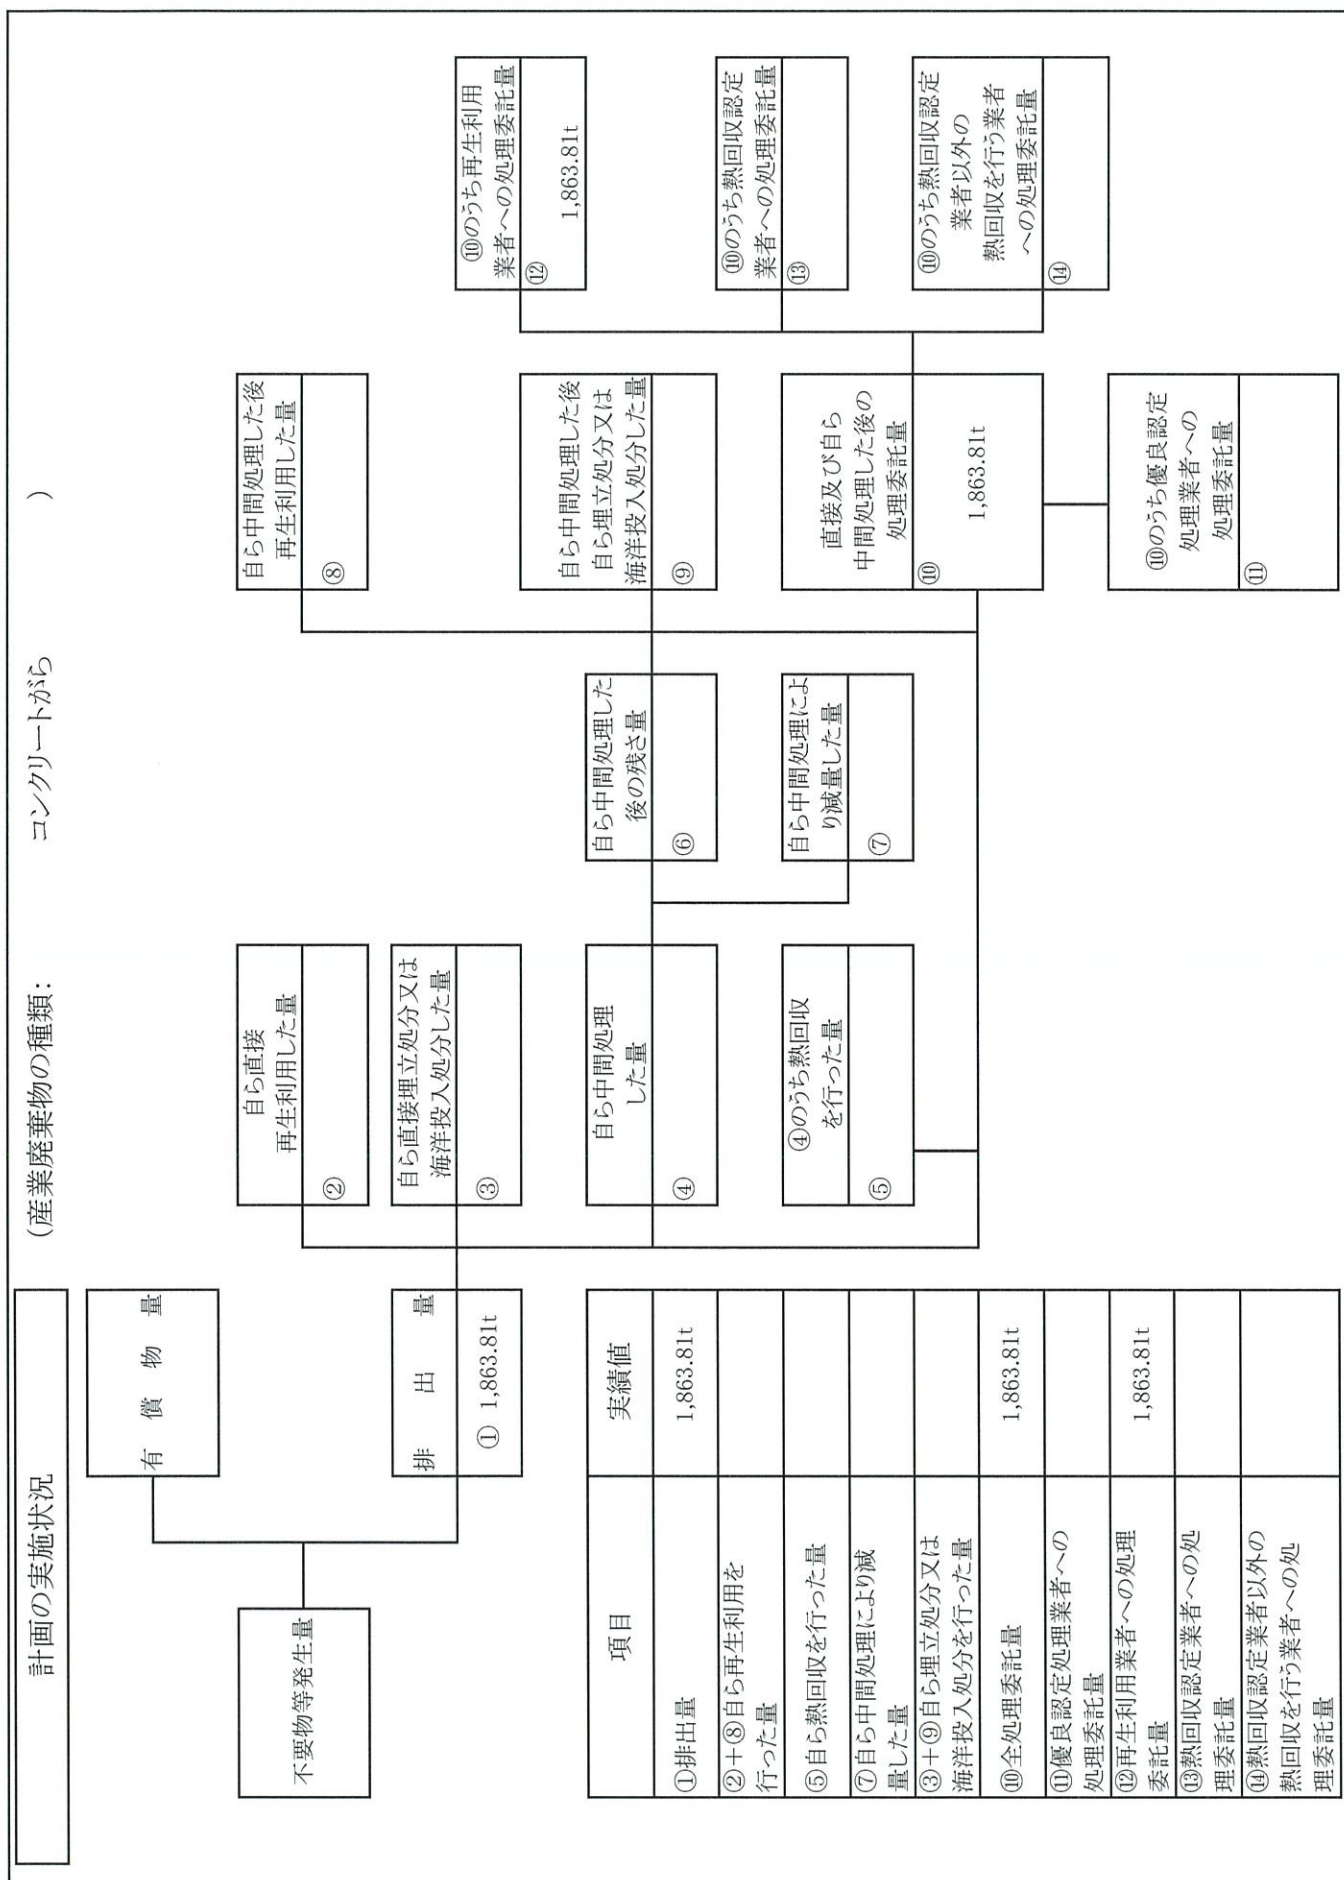 計画の実施状況
(産業廃棄物の種類: コンクリートがら )
不要物等発生量
有償物量
排出量
① 1,863.81t
自ら直接
再生利用した量
②
自ら直接埋立処分又は
海洋投入処分した量
③
自ら中間処理
した量
④
④のうち熱回収
を行った量
⑤
自ら中間処理した
後の残さ量
⑥
自ら中間処理によ
り減量した量
⑦
自ら中間処理した後
再生利用した量
⑧
自ら中間処理した後
自ら埋立処分又は
海洋投入処分した量
⑨
直接及び自ら
中間処理した後の
処理委託量
⑩
1,863.81t
⑩のうち優良認定
処理業者への
処理委託量
⑪
⑩のうち再生利用
業者への処理委託量
⑫
1,863.81t
⑩のうち熱回収認定
業者への処理委託量
⑬
⑩のうち熱回収認定
業者以外の
熱回収を行う業者
への処理委託量
⑭
項目 実績値
①排出量 1,863.81t
②+⑧自ら再生利用を
行った量
⑤自ら熱回収を行った量
⑦自ら中間処理により減
量した量
③+⑨自ら埋立処分又は
海洋投入処分を行った量
⑩全処理委託量 1,863.81t
⑪優良認定処理業者への
処理委託量
⑫再生利用業者への処理
委託量 1,863.81t
⑬熱回収認定業者への処
理委託量
⑭熱回収認定業者以外の
熱回収を行う業者への処
理委託量